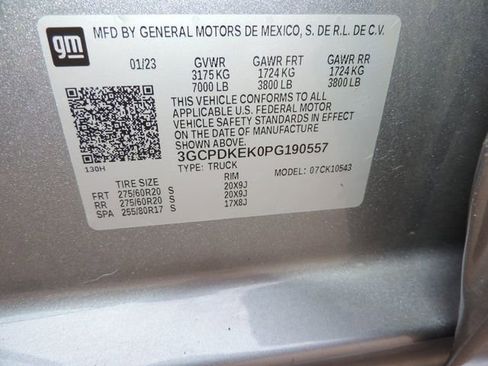 gm
MFD BY GENERAL MOTORS DE MEXICO, S. DE R.L. DE C.V.
01/23 GVWR GAWR FRT GAWR RR
3175 KG 1724 KG 1724 KG
7000 LB 3800 LB 3800 LB
THIS VEHICLE CONFORMS TO ALL
APPLICABLE U.S. FEDERAL MOTOR
VEHICLE SAFETY STANDARDS IN EFFECT
ON THE DATE OF MANUFACTURE
SHOWN ABOVE.
3GCPDKEK0PG190557
130H TYPE: TRUCK MODEL: 07CK10543
TIRE SIZE RIM
FRT 275/60R20 S 20X9J
RR 275/60R20 S 20X9J
SPA 255/80R17 S 17X8J